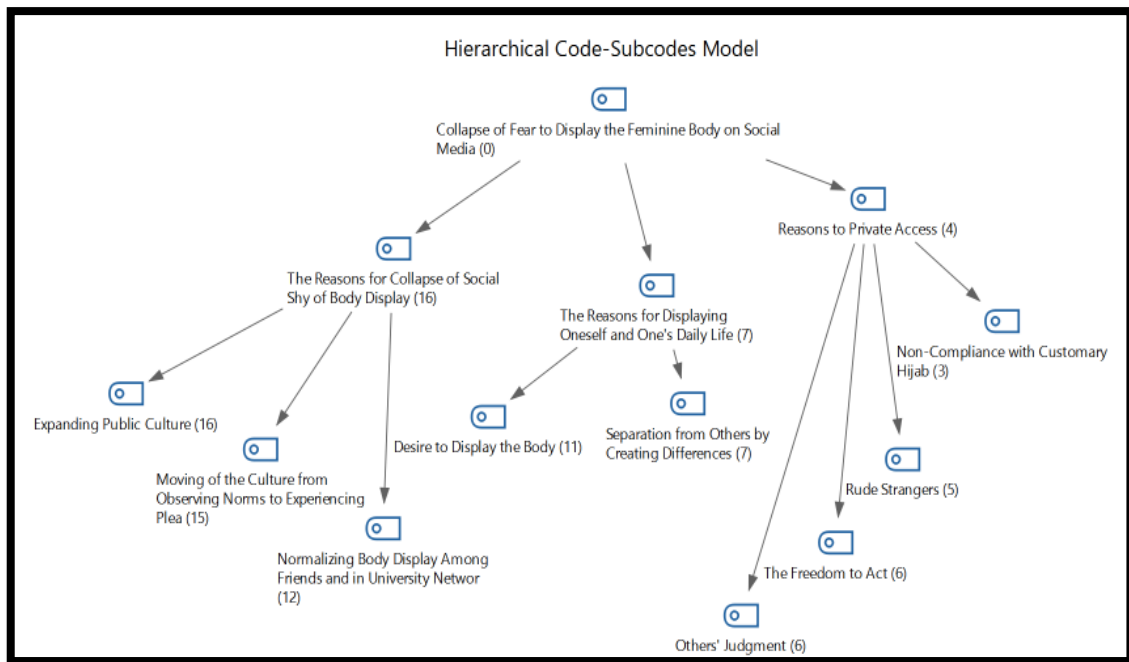 Hierarchical Code-Subcodes Model
Collapse of Fear to Display the Feminine Body on Social
Media (0)
Reasons to Private Access (4)
The Reasons for Collapse of Social
Shy of Body Display (16)
The Reasons for Displaying
Oneself and One's Daily Life (7)
Non-Compliance with Customary
Hijab (3)
Expanding Public Culture (16)
Desire to Display the Body (11)
Separation from Others by
Creating Differences (7)
Moving of the Culture from
Observing Norms to Experiencing
Plea (15)
Rude Strangers (5)
Normalizing Body Display Among
Friends and in University Networ
(12)
The Freedom to Act (6)
Others' Judgment (6)